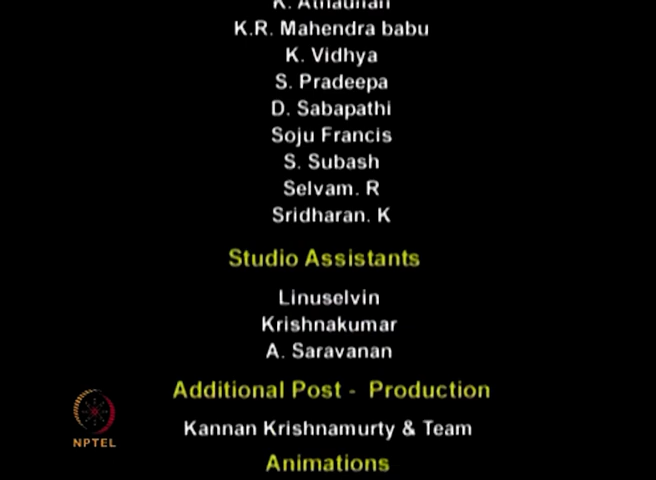 K.R. Mahendra babu
K. Vidhya
S. Pradeepa
D. Sabapathi
Soju Francis
S. Subash
Selvam. R
Sridharan. K
Studio Assistants
Linuselvin
Krishnakumar
A. Saravanan
Additional Post - Production
Kannan Krishnamurty & Team
NPTEL
Animations